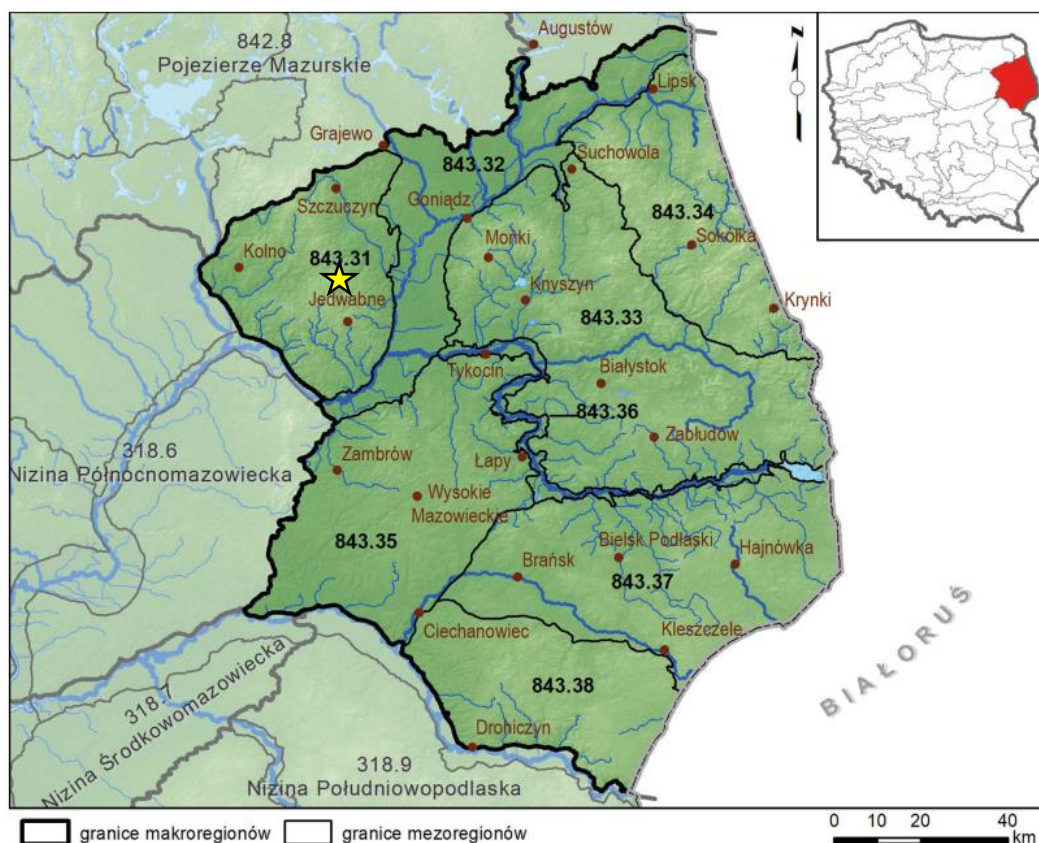 Augustów
842.8
Pojezierze Mazurskie
N
Lipsk
Grajewo
Suchowola
843.32
Szczuczyn
Goniądz
843.34
Mońki
Sokółka
Kolno
843.31
Knyszyn
Krynki
Jedwabne
843.33
Tykocin
Białystok
843.36
Zabłudów
318.6
Nizina Północnomazowiecka
Zambrów
Łapy
Wysokie
Mazowieckie
843.35
Bielsk Podlaski
Hajnówka
Brańsk
843.37
Ciechanowiec
Kleszczele
BIAŁORUŚ
318.7
Nizina Środkowomazowiecka
843.38
Drohiczyn
318.9
Nizina Południowopodlaska
granice makroregionów
granice mezoregionów
0 10 20 40
km